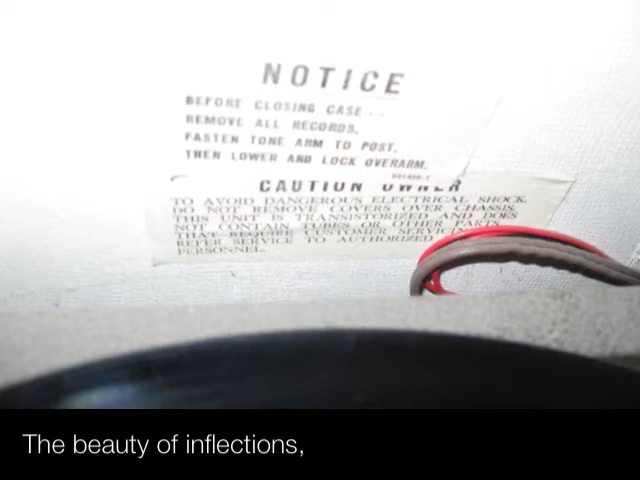 NOTICE
BEFORE CLOSING CASE - -
REMOVE ALL RECORDS,
FASTEN TONE ARM TO POST,
THEN LOWER AND LOCK OVERARM.
CAUTION OWNER
TO AVOID DANGEROUS ELECTRICAL SHOCK,
DO NOT REMOVE COVERS OVER CHASSIS.
THIS UNIT IS TRANSISTORIZED AND DOES
NOT CONTAIN TUBES OR OTHER PARTS
THAT REQUIRE CUSTOMER SERVICING
REFER SERVICE TO AUTHORIZED
PERSONNEL.
The beauty of inflections,